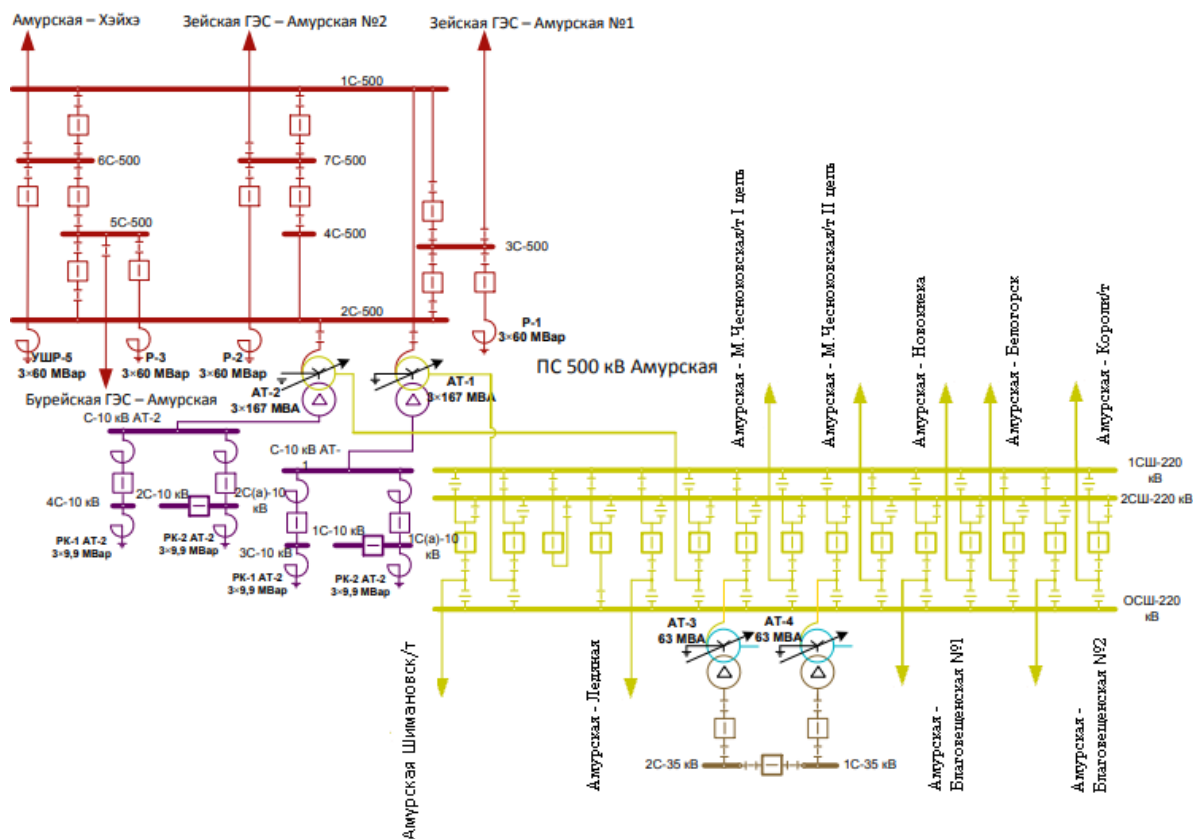 Амурская – Хэйхэ
Зейская ГЭС – Амурская №2
Зейская ГЭС – Амурская №1
1С-500
6С-500
7С-500
5С-500
4С-500
3С-500
2С-500
УШР-5
3×60 МВар
Р-3
3×60 МВар
Р-2
3×60 МВар
Р-1
3×60 МВар
ПС 500 кВ Амурская
АТ-2
3×167 МВА
АТ-1
3×167 МВА
Бурейская ГЭС – Амурская
С-10 кВ АТ-2
С-10 кВ АТ-
1
4С-10 кВ
2С-10 кВ
2С(а)-10
кВ
РК-1 АТ-2
3×9,9 МВар
РК-2 АТ-2
3×9,9 МВар
3С-10 кВ
1С-10 кВ
1С(а)-10
кВ
РК-1 АТ-2
3×9,9 МВар
РК-2 АТ-2
3×9,9 МВар
Амурская - М.Чесноковская/т I цепь
Амурская - М.Чесноковская/т II цепь
Амурская - Новокиевка
Амурская - Белогорск
Амурская - Короли/т
1СШ-220
кВ
2СШ-220 кВ
ОСШ-220
кВ
АТ-3
63 МВА
АТ-4
63 МВА
2С-35 кВ
1С-35 кВ
Амурская Шимановск/т
Амурская - Ледяная
Амурская -
Благовещенская №1
Амурская -
Благовещенская №2